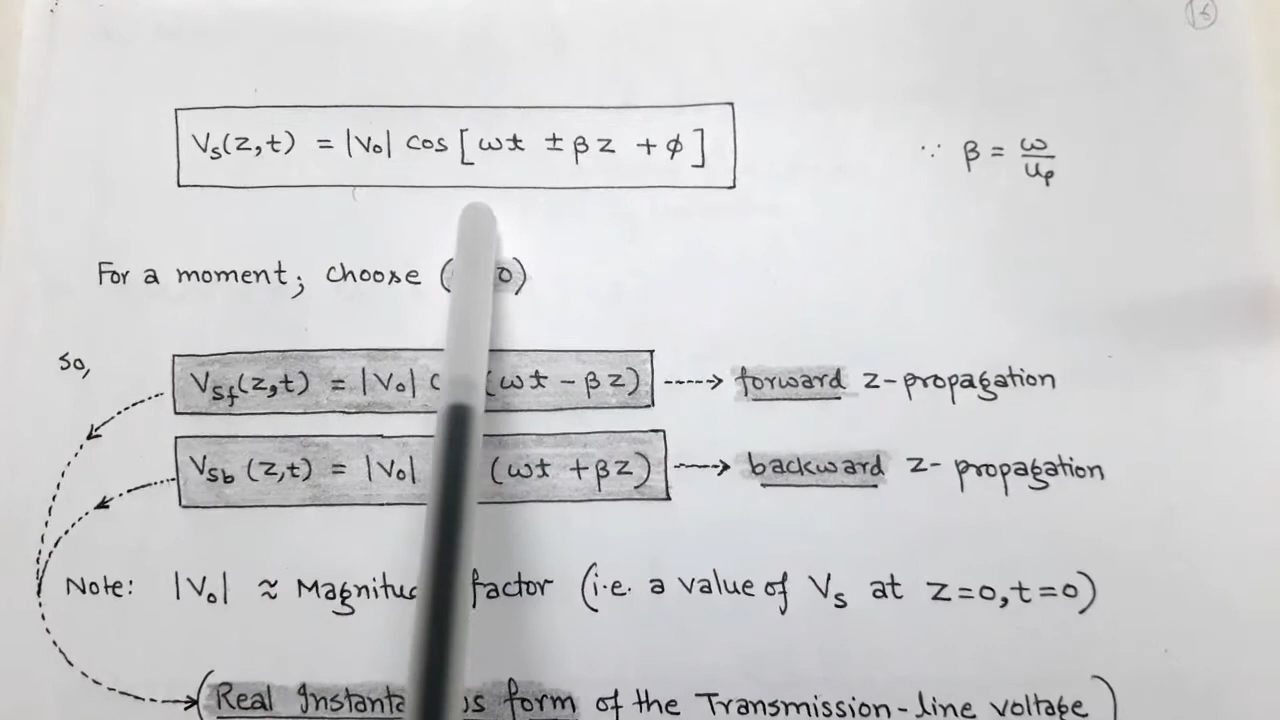 16
Vs(z,t) = |V₀| cos [ωt ± βz + φ]
∵ β = ω/uₚ
For a moment; choose ( 0)
So,
Vsf(z,t) = |V₀| c (ωt - βz) ----> forward z-propagation
Vsb (z,t) = |V₀| (ωt + βz) ----> backward z-propagation
Note: |V₀| ≈ factor (i.e. a value of Vs at z=0, t=0)
(Real form of the Transmission-line voltage)